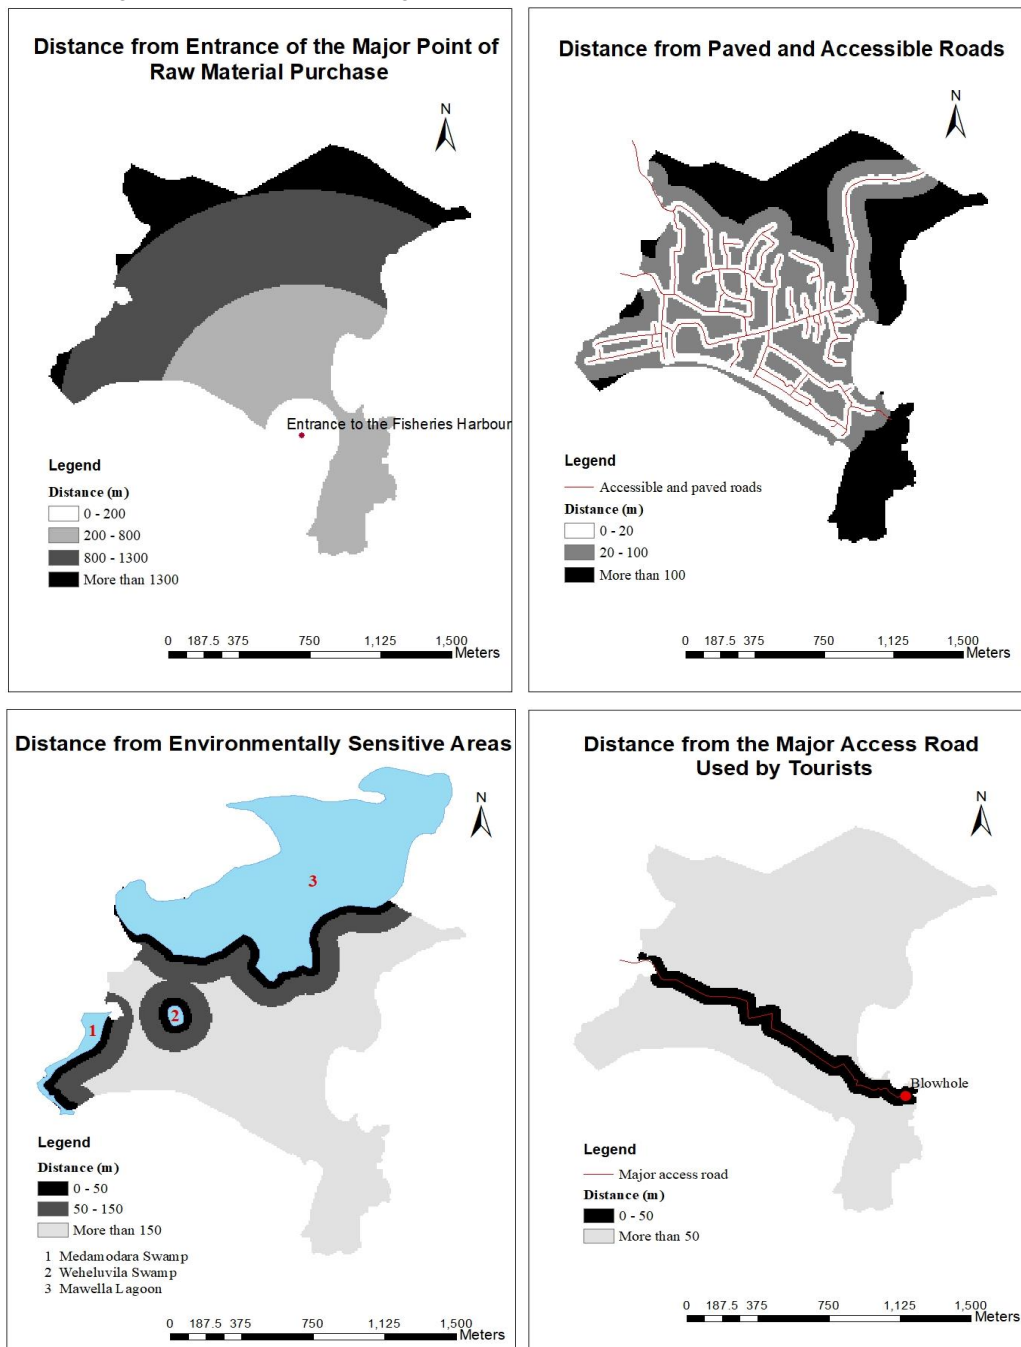 Distance from Entrance of the Major Point of
Raw Material Purchase
N
Entrance to the Fisheries Harbour
Legend
Distance (m)
0 - 200
200 - 800
800 - 1300
More than 1300
0 187.5 375 750 1,125 1,500
Meters
Distance from Paved and Accessible Roads
N
Legend
Accessible and paved roads
Distance (m)
0 - 20
20 - 100
More than 100
0 187.5 375 750 1,125 1,500
Meters
Distance from Environmentally Sensitive Areas
N
3
2
1
Legend
Distance (m)
0 - 50
50 - 150
More than 150
1 Medamodara Swamp
2 Weheluvila Swamp
3 Mawella Lagoon
0 187.5 375 750 1,125 1,500
Meters
Distance from the Major Access Road
Used by Tourists
N
Blowhole
Legend
Major access road
Distance (m)
0 - 50
More than 50
0 187.5 375 750 1,125 1,500
Meters